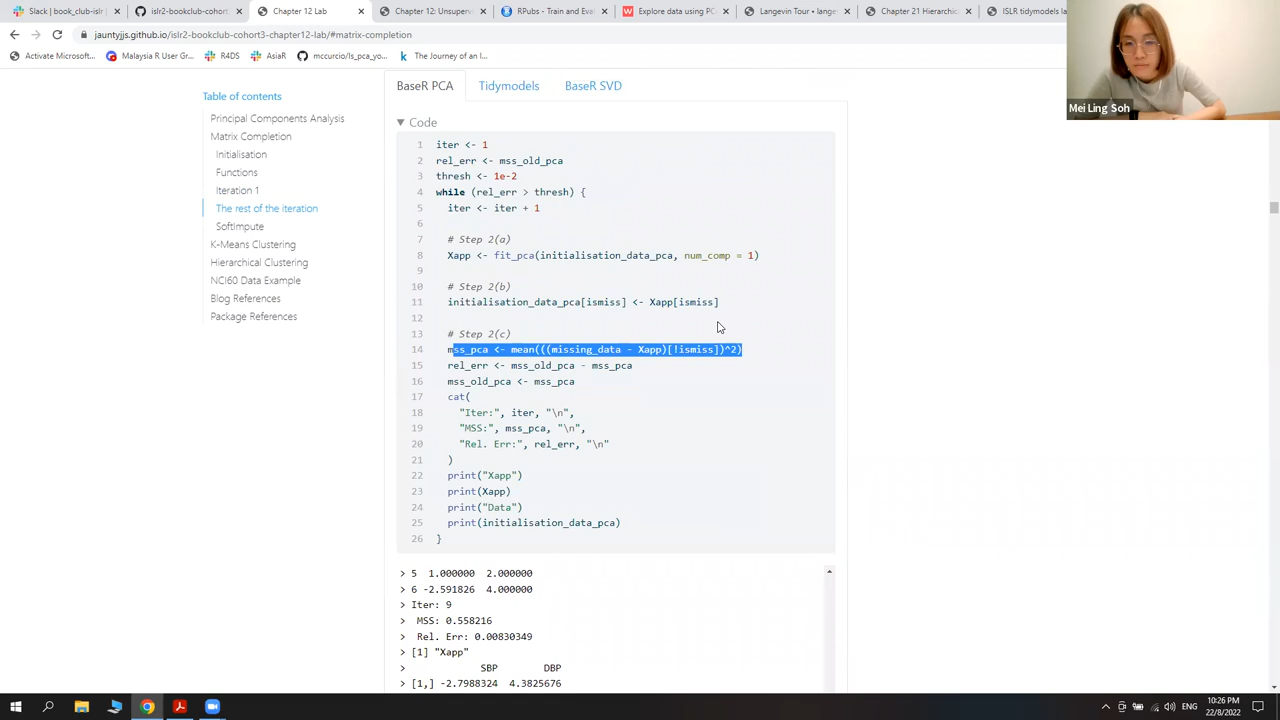 Slack | book_club-islr
islr2-bookclub-cohort
Chapter 12 Lab
Chapter 12: Unsuperv
RPubs - Train and Eval
Explore data using PC
Langevin Tour • lange
Chapter 21 Hierarchic
ISLR tidymodels la
jauntyjjs.github.io/islr2-bookclub-cohort3-chapter12-lab/#matrix-completion
Activate Microsoft...
Malaysia R User Gr...
R4DS
AsiaR
mccurcio/ls_pca_yo...
The Journey of an I...
Mei Ling Soh
BaseR PCA
Tidymodels
BaseR SVD
Table of contents
Principal Components Analysis
Matrix Completion
Initialisation
Functions
Iteration 1
The rest of the iteration
SoftImpute
K-Means Clustering
Hierarchical Clustering
NCI60 Data Example
Blog References
Package References
Code
1 iter <- 1
2 rel_err <- mss_old_pca
3 thresh <- 1e-2
4 while (rel_err > thresh) {
5 iter <- iter + 1
6
7 # Step 2(a)
8 Xapp <- fit_pca(initialisation_data_pca, num_comp = 1)
9
10 # Step 2(b)
11 initialisation_data_pca[ismiss] <- Xapp[ismiss]
12
13 # Step 2(c)
14 mss_pca <- mean(((missing_data - Xapp)[!ismiss])^2)
15 rel_err <- mss_old_pca - mss_pca
16 mss_old_pca <- mss_pca
17 cat(
18 "Iter:", iter, "\n",
19 "MSS:", mss_pca, "\n",
20 "Rel. Err:", rel_err, "\n"
21 )
22 print("Xapp")
23 print(Xapp)
24 print("Data")
25 print(initialisation_data_pca)
26 }
> 5 1.000000 2.000000
> 6 -2.591826 4.000000
> Iter: 9
> MSS: 0.558216
> Rel. Err: 0.00830349
> [1] "Xapp"
> SBP DBP
> [1,] -2.7988324 4.3825676
ENG
10:26 PM
22/8/2022